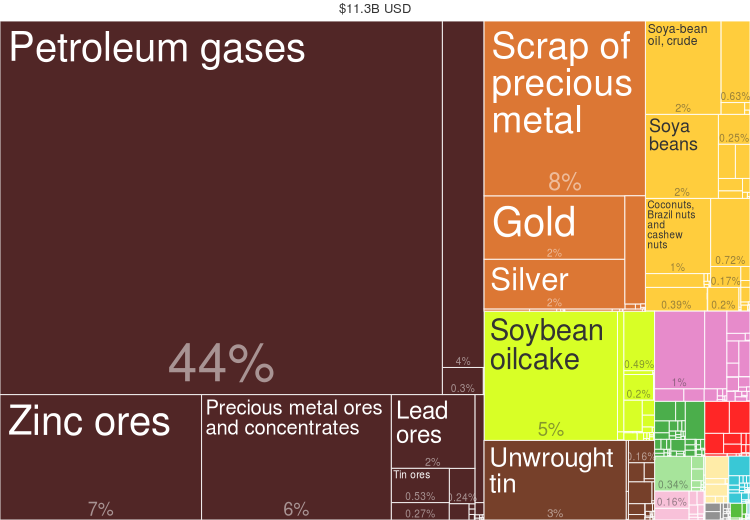 $11.3B USD
Petroleum gases
44%
4%
0.3%
Zinc ores
7%
Precious metal ores
and concentrates
6%
Lead
ores
2%
Tin ores
0.53%
0.24%
0.27%
Scrap of
precious
metal
8%
Gold
2%
Silver
2%
Soya-bean
oil, crude
2%
0.63%
Soya
beans
2%
0.25%
Coconuts,
Brazil nuts
and
cashew
nuts
1%
0.72%
0.17%
0.39%
0.2%
Soybean
oilcake
5%
0.49%
0.2%
Unwrought
tin
3%
0.16%
1%
0.34%
0.16%